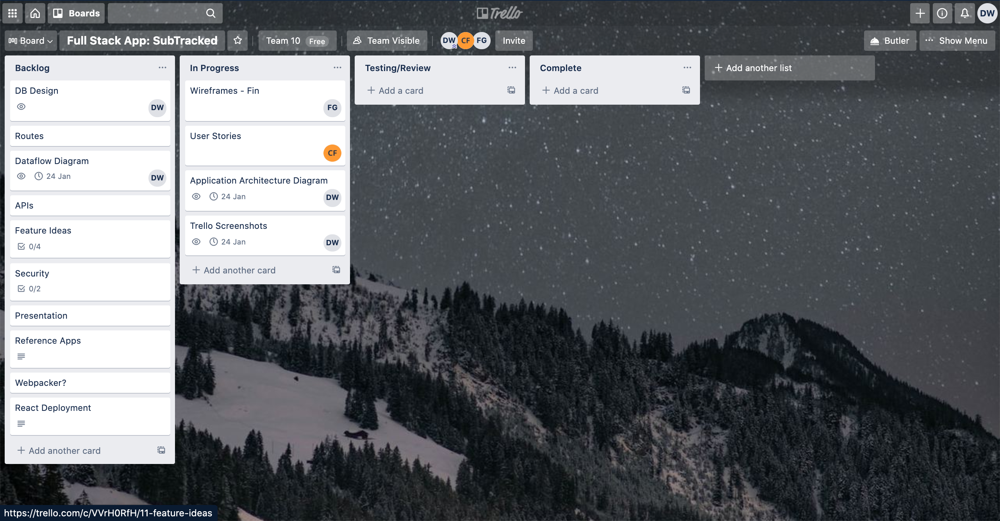 Boards
Trello
DW
Board
Full Stack App: SubTracked
Team 10 Free
Team Visible
DW CF FG
Invite
Butler
Show Menu
Backlog
DB Design
DW
Routes
Dataflow Diagram
24 Jan
DW
APIs
Feature Ideas
0/4
Security
0/2
Presentation
Reference Apps
Webpacker?
React Deployment
+ Add another card
In Progress
Wireframes - Fin
FG
User Stories
CF
Application Architecture Diagram
24 Jan
DW
Trello Screenshots
24 Jan
DW
+ Add another card
Testing/Review
+ Add a card
Complete
+ Add a card
+ Add another list
https://trello.com/c/VVrH0RfH/11-feature-ideas